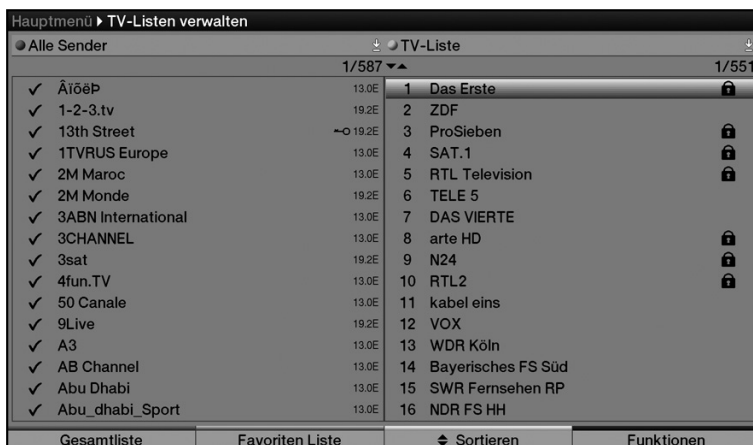 Hauptmenü ▸ TV-Listen verwalten
Alle Sender
1/587
✓ Âïõëþ 13.0E
✓ 1-2-3.tv 19.2E
✓ 13th Street 19.2E
✓ 1TVRUS Europe 13.0E
✓ 2M Maroc 13.0E
✓ 2M Monde 19.2E
✓ 3ABN International 13.0E
✓ 3CHANNEL 13.0E
✓ 3sat 19.2E
✓ 4fun.TV 13.0E
✓ 50 Canale 13.0E
✓ 9Live 19.2E
✓ A3 13.0E
✓ AB Channel 13.0E
✓ Abu Dhabi 13.0E
✓ Abu_dhabi_Sport 13.0E
TV-Liste
1/551
1 Das Erste
2 ZDF
3 ProSieben
4 SAT.1
5 RTL Television
6 TELE 5
7 DAS VIERTE
8 arte HD
9 N24
10 RTL2
11 kabel eins
12 VOX
13 WDR Köln
14 Bayerisches FS Süd
15 SWR Fernsehen RP
16 NDR FS HH
Gesamtliste
Favoriten Liste
Sortieren
Funktionen